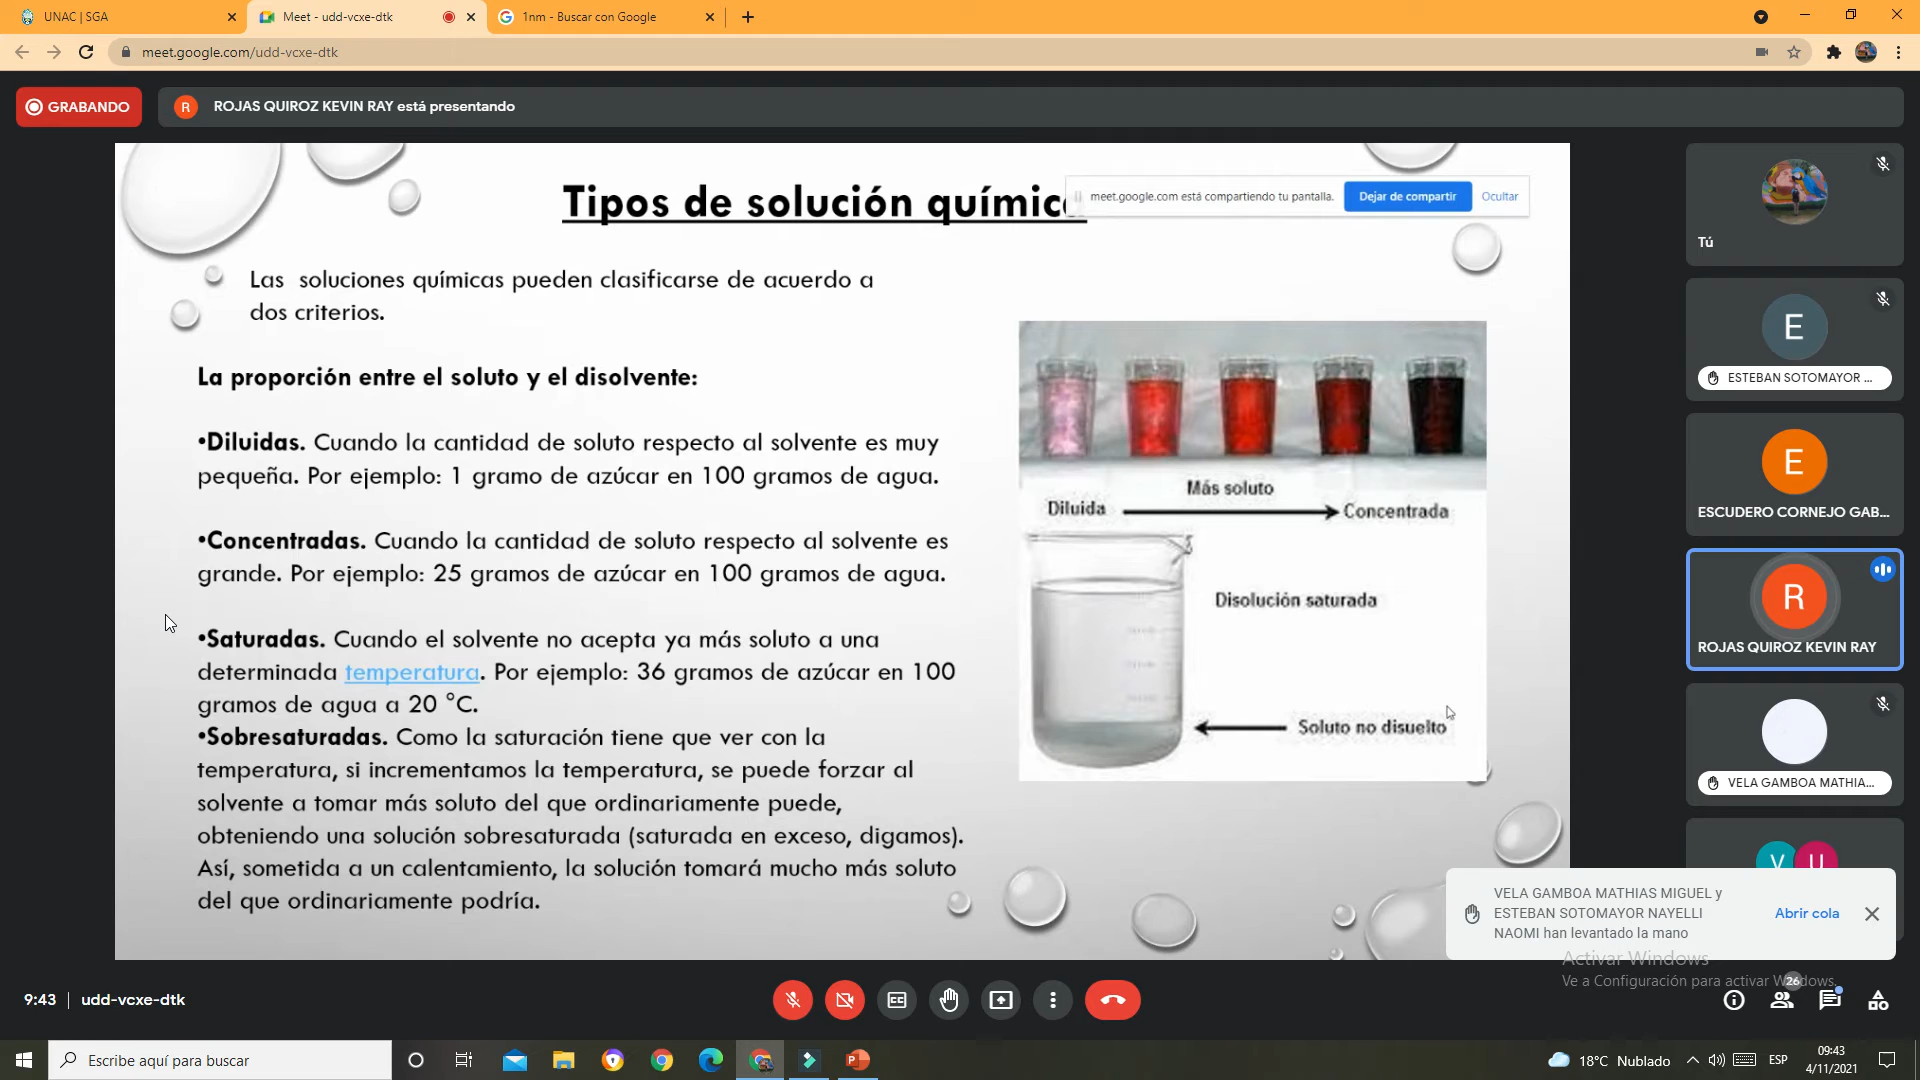 UNAC | SGA
Meet - udd-vcxe-dtk
1nm - Buscar con Google
meet.google.com/udd-vcxe-dtk
GRABANDO
R
ROJAS QUIROZ KEVIN RAY está presentando
Tipos de solución química
meet.google.com está compartiendo tu pantalla.
Dejar de compartir
Ocultar
Las soluciones químicas pueden clasificarse de acuerdo a
dos criterios.
La proporción entre el soluto y el disolvente:
•Diluidas. Cuando la cantidad de soluto respecto al solvente es muy
pequeña. Por ejemplo: 1 gramo de azúcar en 100 gramos de agua.
•Concentradas. Cuando la cantidad de soluto respecto al solvente es
grande. Por ejemplo: 25 gramos de azúcar en 100 gramos de agua.
•Saturadas. Cuando el solvente no acepta ya más soluto a una
determinada temperatura. Por ejemplo: 36 gramos de azúcar en 100
gramos de agua a 20 °C.
•Sobresaturadas. Como la saturación tiene que ver con la
temperatura, si incrementamos la temperatura, se puede forzar al
solvente a tomar más soluto del que ordinariamente puede,
obteniendo una solución sobresaturada (saturada en exceso, digamos).
Así, sometida a un calentamiento, la solución tomará mucho más soluto
del que ordinariamente podría.
Más soluto
Diluida
Concentrada
Disolución saturada
Soluto no disuelto
Tú
E
ESTEBAN SOTOMAYOR ...
E
ESCUDERO CORNEJO GAB...
R
ROJAS QUIROZ KEVIN RAY
VELA GAMBOA MATHIA...
V
U
VELA GAMBOA MATHIAS MIGUEL y
ESTEBAN SOTOMAYOR NAYELLI
NAOMI han levantado la mano
Abrir cola
Activar Windows
Ve a Configuración para activar Windows.
26
9:43
udd-vcxe-dtk
Escribe aquí para buscar
18°C Nublado
ESP
09:43
4/11/2021